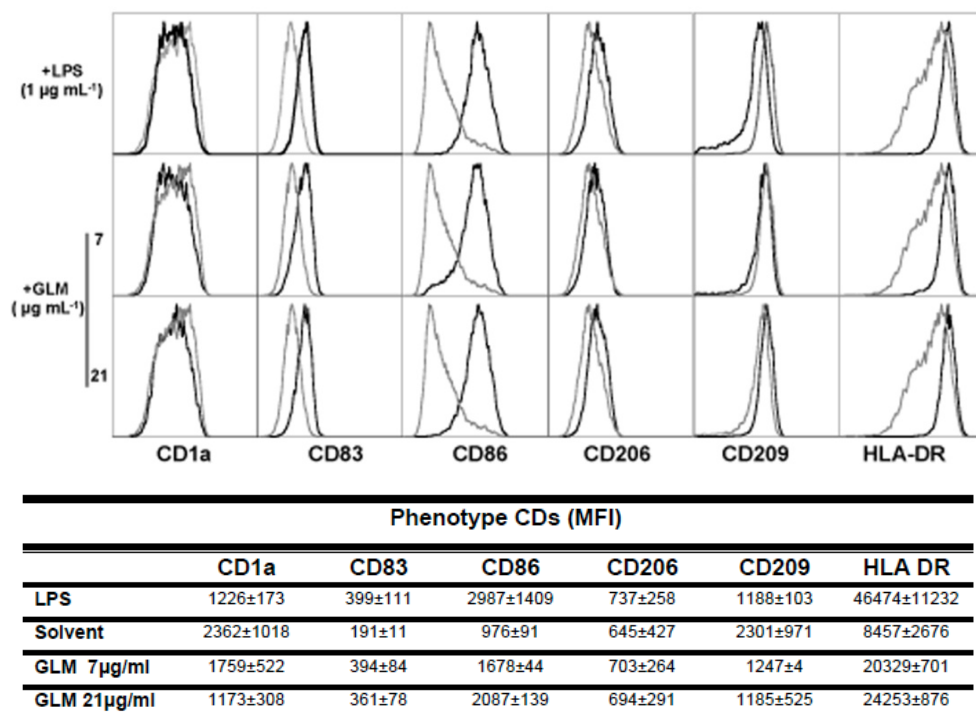 +LPS
(1 µg mL-1)
7
+GLM
( µg mL-1)
21
CD1a CD83 CD86 CD206 CD209 HLA-DR
Phenotype CDs (MFI)
CD1a CD83 CD86 CD206 CD209 HLA DR
LPS 1226±173 399±111 2987±1409 737±258 1188±103 46474±11232
Solvent 2362±1018 191±11 976±91 645±427 2301±971 8457±2676
GLM 7µg/ml 1759±522 394±84 1678±44 703±264 1247±4 20329±701
GLM 21µg/ml 1173±308 361±78 2087±139 694±291 1185±525 24253±876